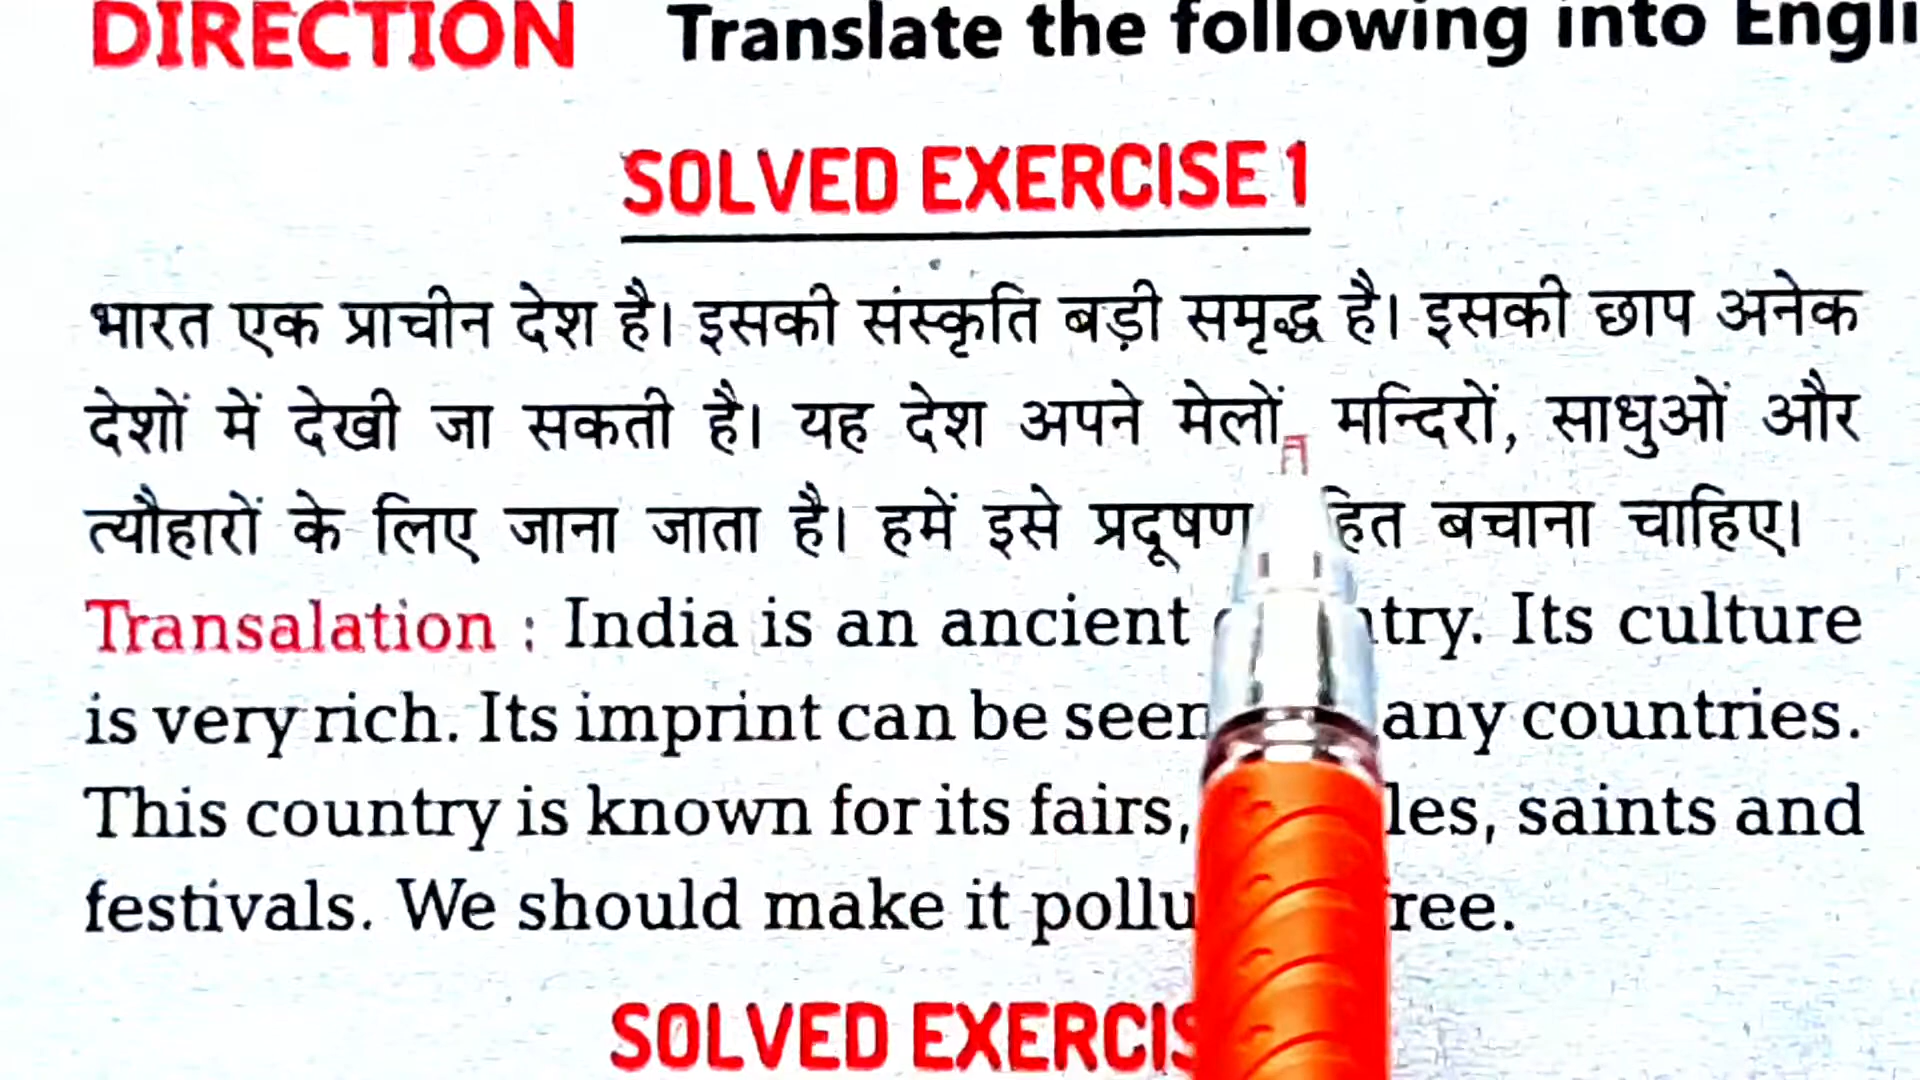 DIRECTION Translate the following into Engli
SOLVED EXERCISE 1
भारत एक प्राचीन देश है। इसकी संस्कृति बड़ी समृद्ध है। इसकी छाप अनेक
देशों में देखी जा सकती है। यह देश अपने मेलों, मन्दिरों, साधुओं और
त्यौहारों के लिए जाना जाता है। हमें इसे प्रदूषण हित बचाना चाहिए।
Transalation : India is an ancient try. Its culture
is very rich. Its imprint can be seen any countries.
This country is known for its fairs, les, saints and
festivals. We should make it pollu ree.
SOLVED EXERCIS